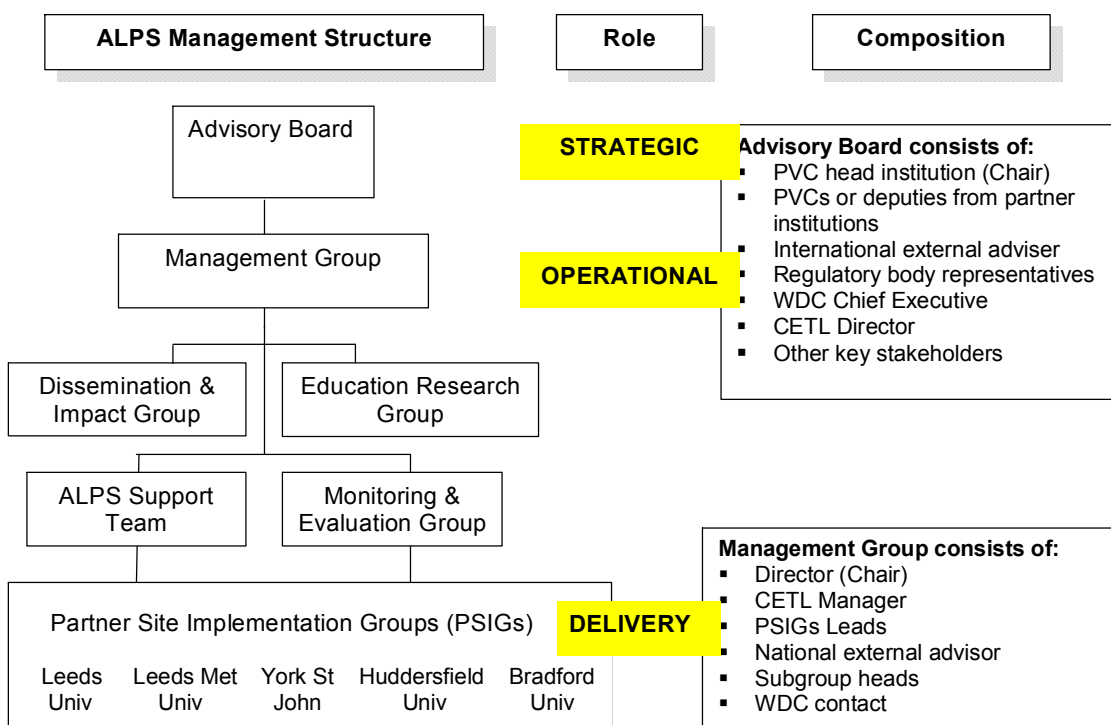 ALPS Management Structure
Role
Composition
Advisory Board
STRATEGIC
Advisory Board consists of:
▪ PVC head institution (Chair)
▪ PVCs or deputies from partner
institutions
▪ International external adviser
▪ Regulatory body representatives
▪ WDC Chief Executive
▪ CETL Director
▪ Other key stakeholders
Management Group
OPERATIONAL
Dissemination &
Impact Group
Education Research
Group
ALPS Support
Team
Monitoring &
Evaluation Group
Partner Site Implementation Groups (PSIGs)
Leeds
Univ
Leeds Met
Univ
York St
John
Huddersfield
Univ
Bradford
Univ
DELIVERY
Management Group consists of:
▪ Director (Chair)
▪ CETL Manager
▪ PSIGs Leads
▪ National external advisor
▪ Subgroup heads
▪ WDC contact